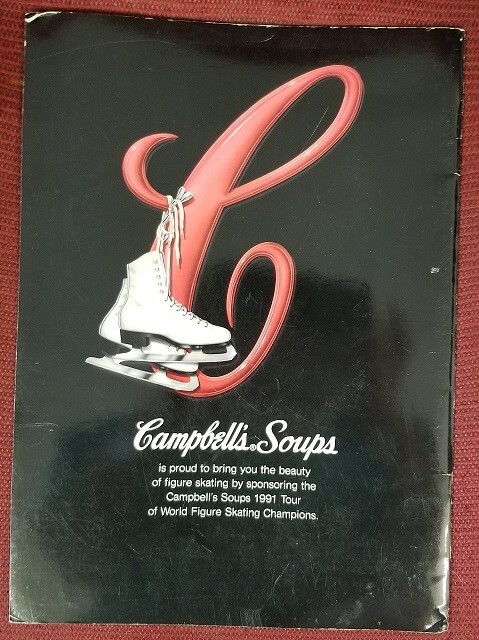 Campbell's® Soups
is proud to bring you the beauty
of figure skating by sponsoring the
Campbell's Soups 1991 Tour
of World Figure Skating Champions.